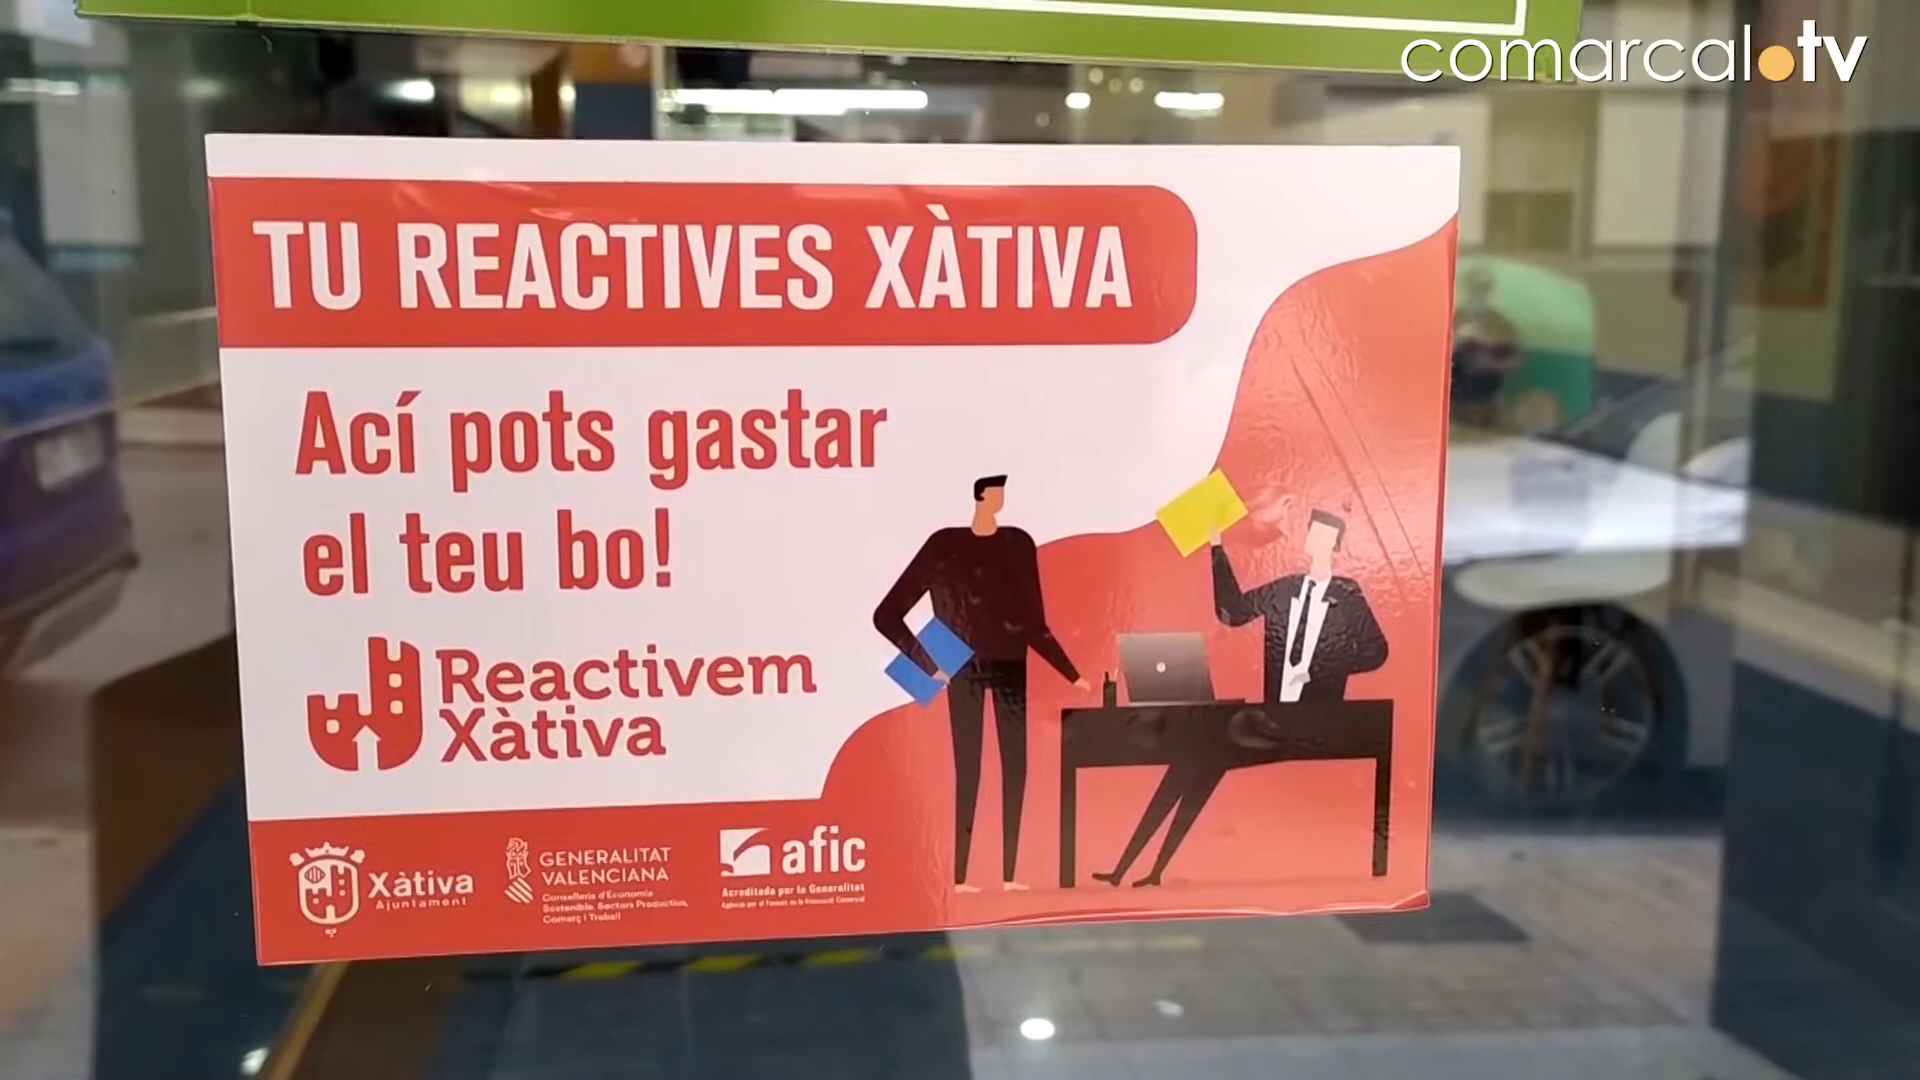 comarcal.tv
TU REACTIVES XÀTIVA
Ací pots gastar
el teu bo!
Reactivem
Xàtiva
Xàtiva
Ajuntament
GENERALITAT
VALENCIANA
Conselleria d'Economia
Sostenible, Sectors Productius,
Comerç i Treball
afic
Acreditada por la Generalitat
Agència per al Foment de la Innovació Comercial